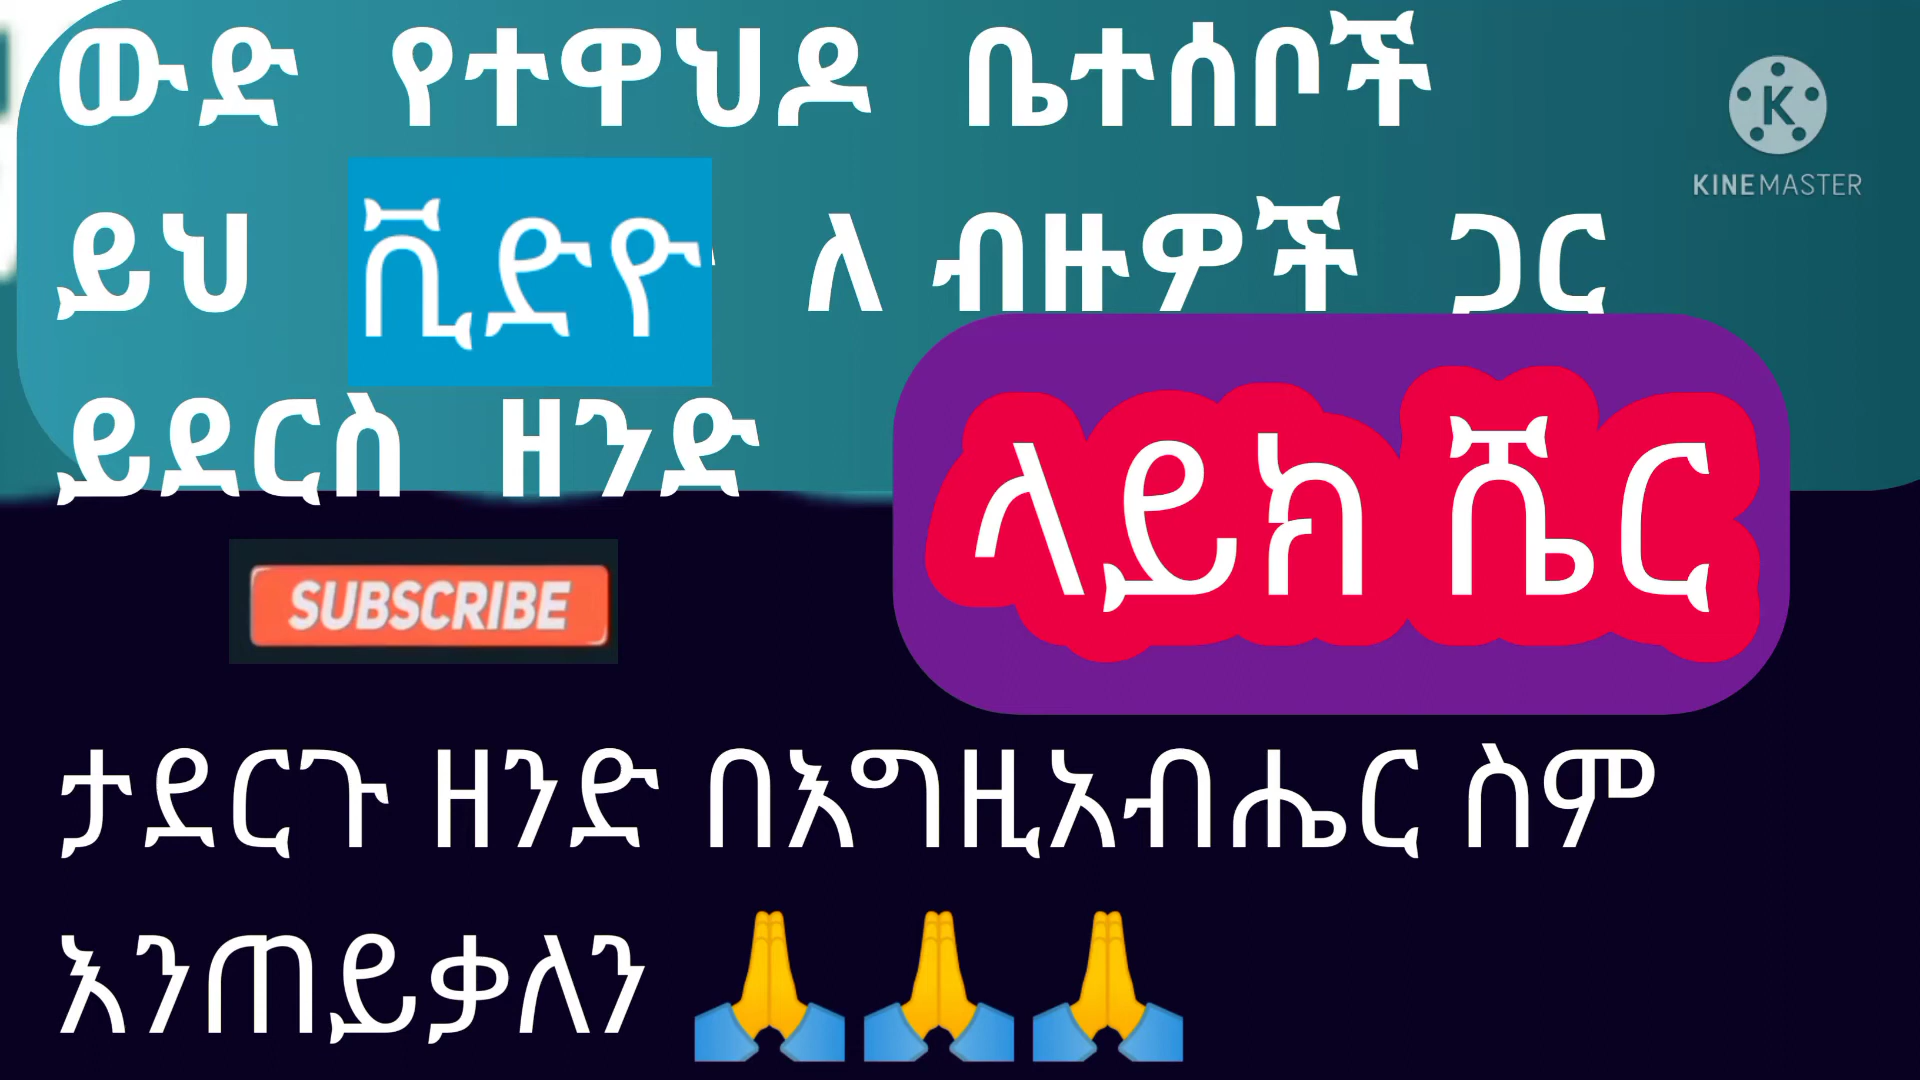 ውድ የተዋህዶ ቤተሰቦች
ይህ ቪድዮ ለ ብዙዎች ጋር
ይደርስ ዘንድ ላይክ ሼር
SUBSCRIBE
ታደርጉ ዘንድ በእግዚአብሔር ስም
እንጠይቃለን 🙏🙏🙏
K
KINEMASTER